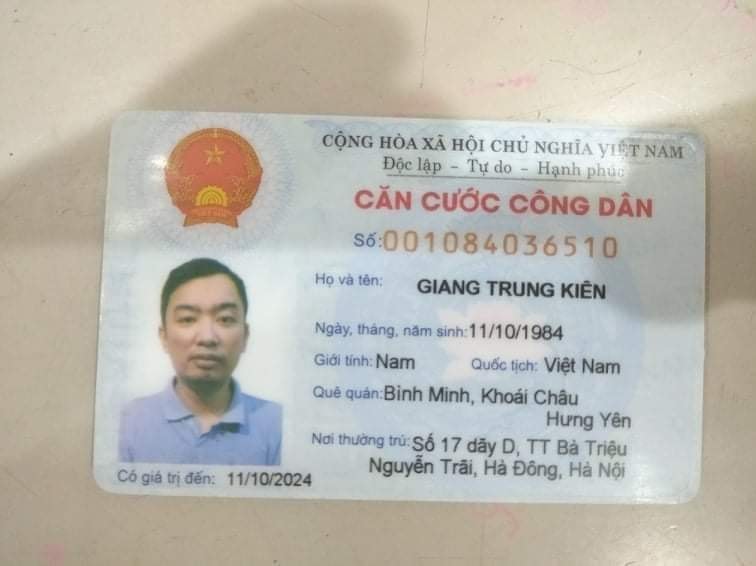 CỘNG HÒA XÃ HỘI CHỦ NGHĨA VIỆT NAM
Độc lập - Tự do - Hạnh phúc
CĂN CƯỚC CÔNG DÂN
Số: 001084036510
Họ và tên: GIANG TRUNG KIÊN
Ngày, tháng, năm sinh: 11/10/1984
Giới tính: Nam Quốc tịch: Việt Nam
Quê quán: Bình Minh, Khoái Châu
Hưng Yên
Nơi thường trú: Số 17 dãy D, TT Bà Triệu
Nguyễn Trãi, Hà Đông, Hà Nội
Có giá trị đến: 11/10/2024